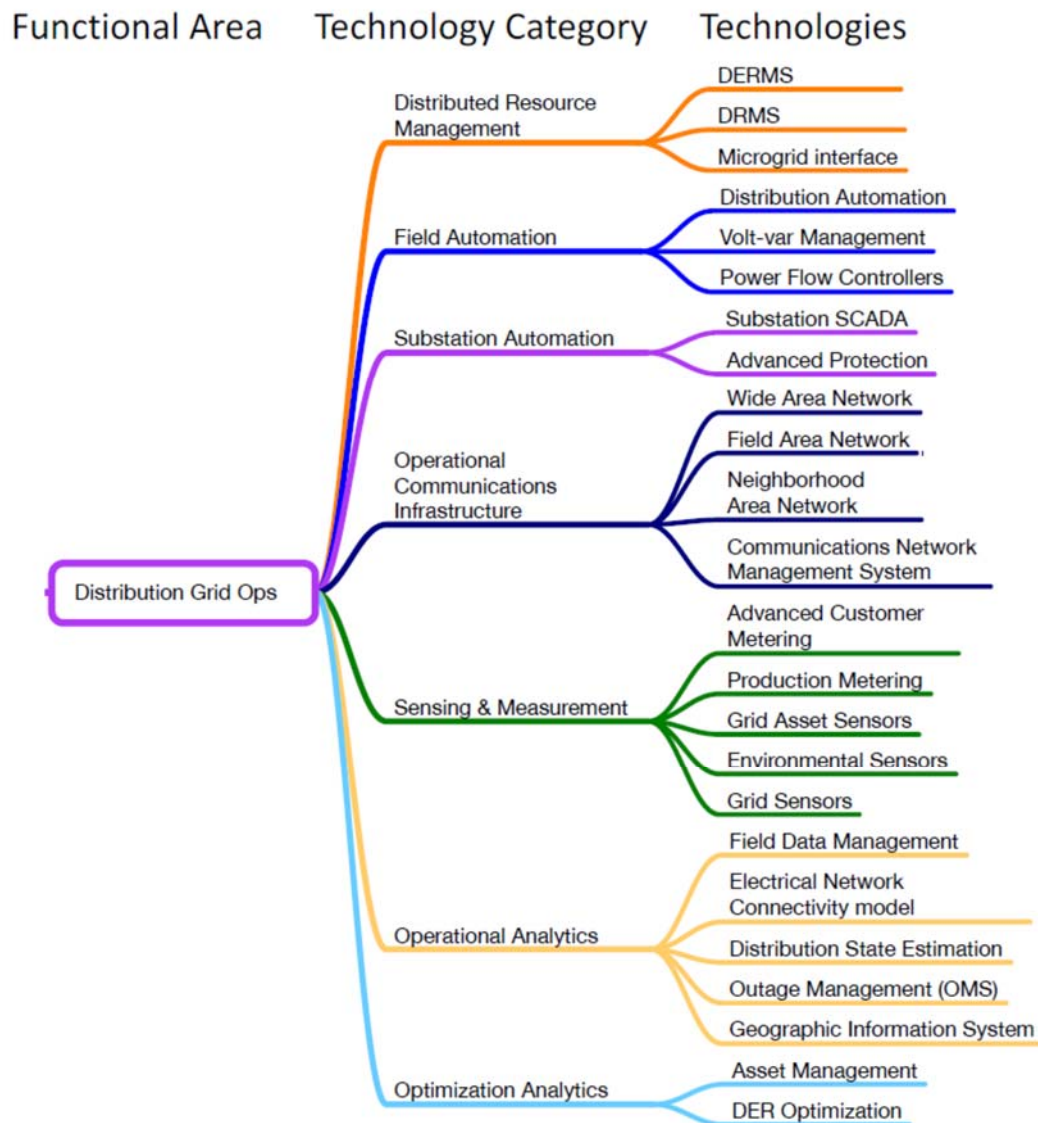 Functional Area
Technology Category
Technologies
Distribution Grid Ops
Distributed Resource
Management
DERMS
DRMS
Microgrid interface
Field Automation
Distribution Automation
Volt-var Management
Power Flow Controllers
Substation Automation
Substation SCADA
Advanced Protection
Operational
Communications
Infrastructure
Wide Area Network
Field Area Network
Neighborhood
Area Network
Communications Network
Management System
Sensing & Measurement
Advanced Customer
Metering
Production Metering
Grid Asset Sensors
Environmental Sensors
Grid Sensors
Operational Analytics
Field Data Management
Electrical Network
Connectivity model
Distribution State Estimation
Outage Management (OMS)
Geographic Information System
Optimization Analytics
Asset Management
DER Optimization